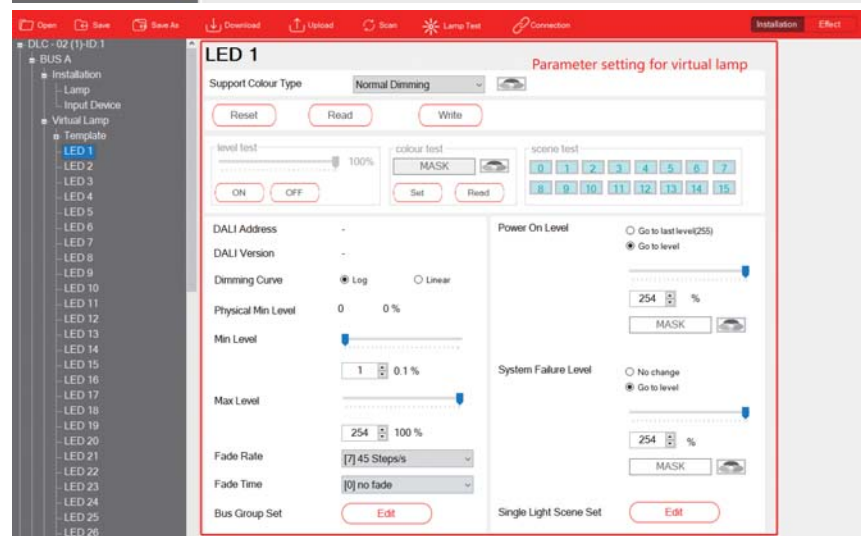 Open Save Save As Download Upload Scan Lamp Test Connection Installation Effect
DLC - 02 (1)-ID:1
BUS A
Installation
Lamp
Input Device
Virtual Lamp
Template
LED 1
LED 2
LED 3
LED 4
LED 5
LED 6
LED 7
LED 8
LED 9
LED 10
LED 11
LED 12
LED 13
LED 14
LED 15
LED 16
LED 17
LED 18
LED 19
LED 20
LED 21
LED 22
LED 23
LED 24
LED 25
LED 26
LED 1
Parameter setting for virtual lamp
Support Colour Type Normal Dimming
Reset Read Write
level test colour test scene test
100% MASK 0 1 2 3 4 5 6 7
ON OFF Set Read 8 9 10 11 12 13 14 15
DALI Address -
DALI Version -
Dimming Curve Log Linear
Physical Min Level 0 0 %
Min Level
1 0.1 %
Max Level
254 100 %
Fade Rate [7] 45 Steps/s
Fade Time [0] no fade
Bus Group Set Edit
Power On Level Go to last level(255)
Go to level
254 %
MASK
System Failure Level No change
Go to level
254 %
MASK
Single Light Scene Set Edit